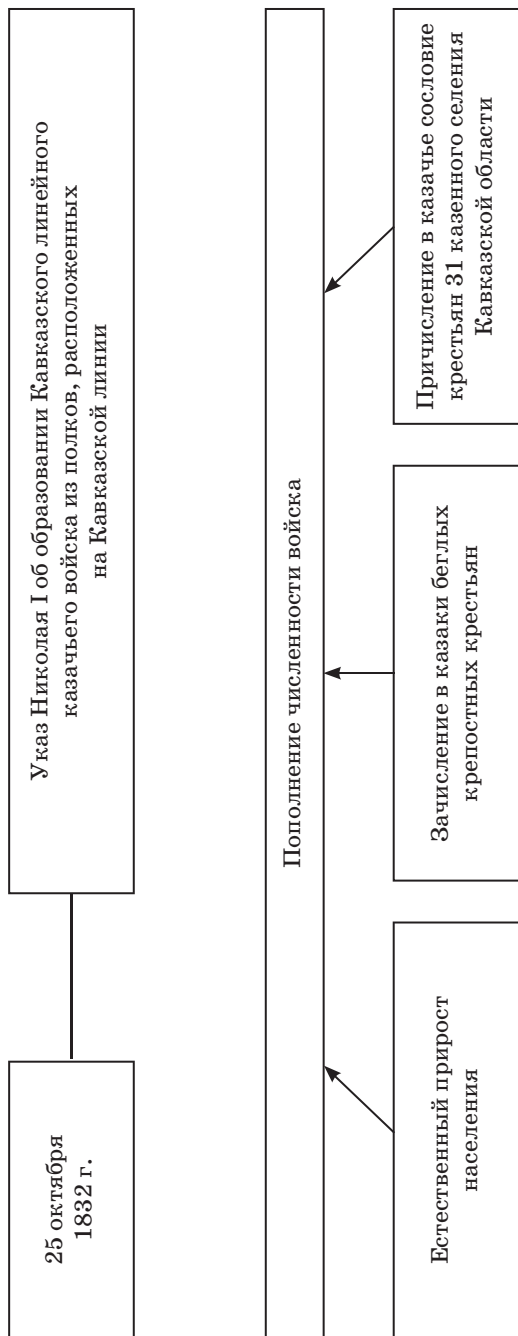 25 октября
1832 г.
Указ Николая I об образовании Кавказского линейного
казачьего войска из полков, расположенных
на Кавказской линии
Пополнение численности войска
Естественный прирост
населения
Зачисление в казаки беглых
крепостных крестьян
Причисление в казачье сословие
крестьян 31 казенного селения
Кавказской области